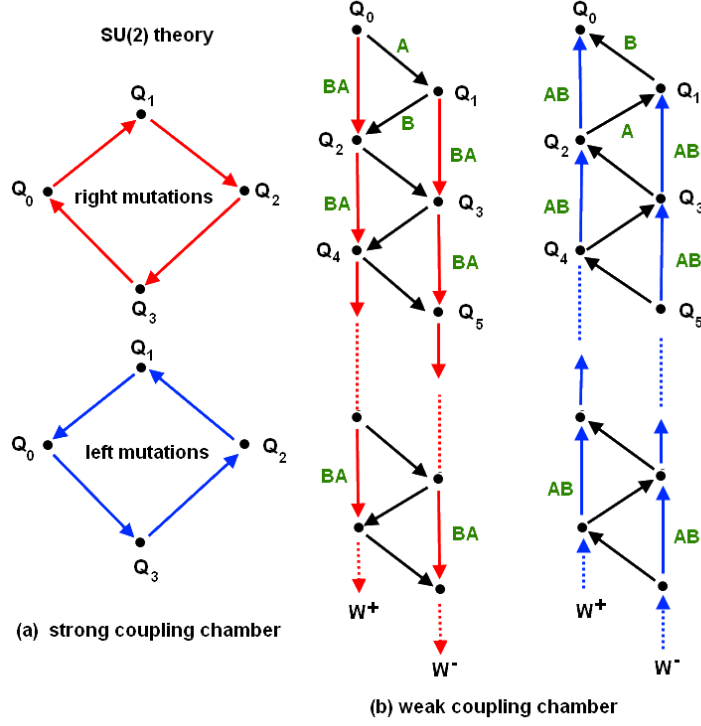 SU(2) theory
Q1
Q0
right mutations
Q2
Q3
Q1
Q0
left mutations
Q2
Q3
(a) strong coupling chamber
Q0
A
BA
Q1
B
Q2
BA
BA
Q3
Q4
BA
Q5
BA
BA
W+
W-
Q0
B
AB
Q1
Q2
A
AB
AB
Q3
Q4
AB
Q5
AB
AB
W+
W-
(b) weak coupling chamber